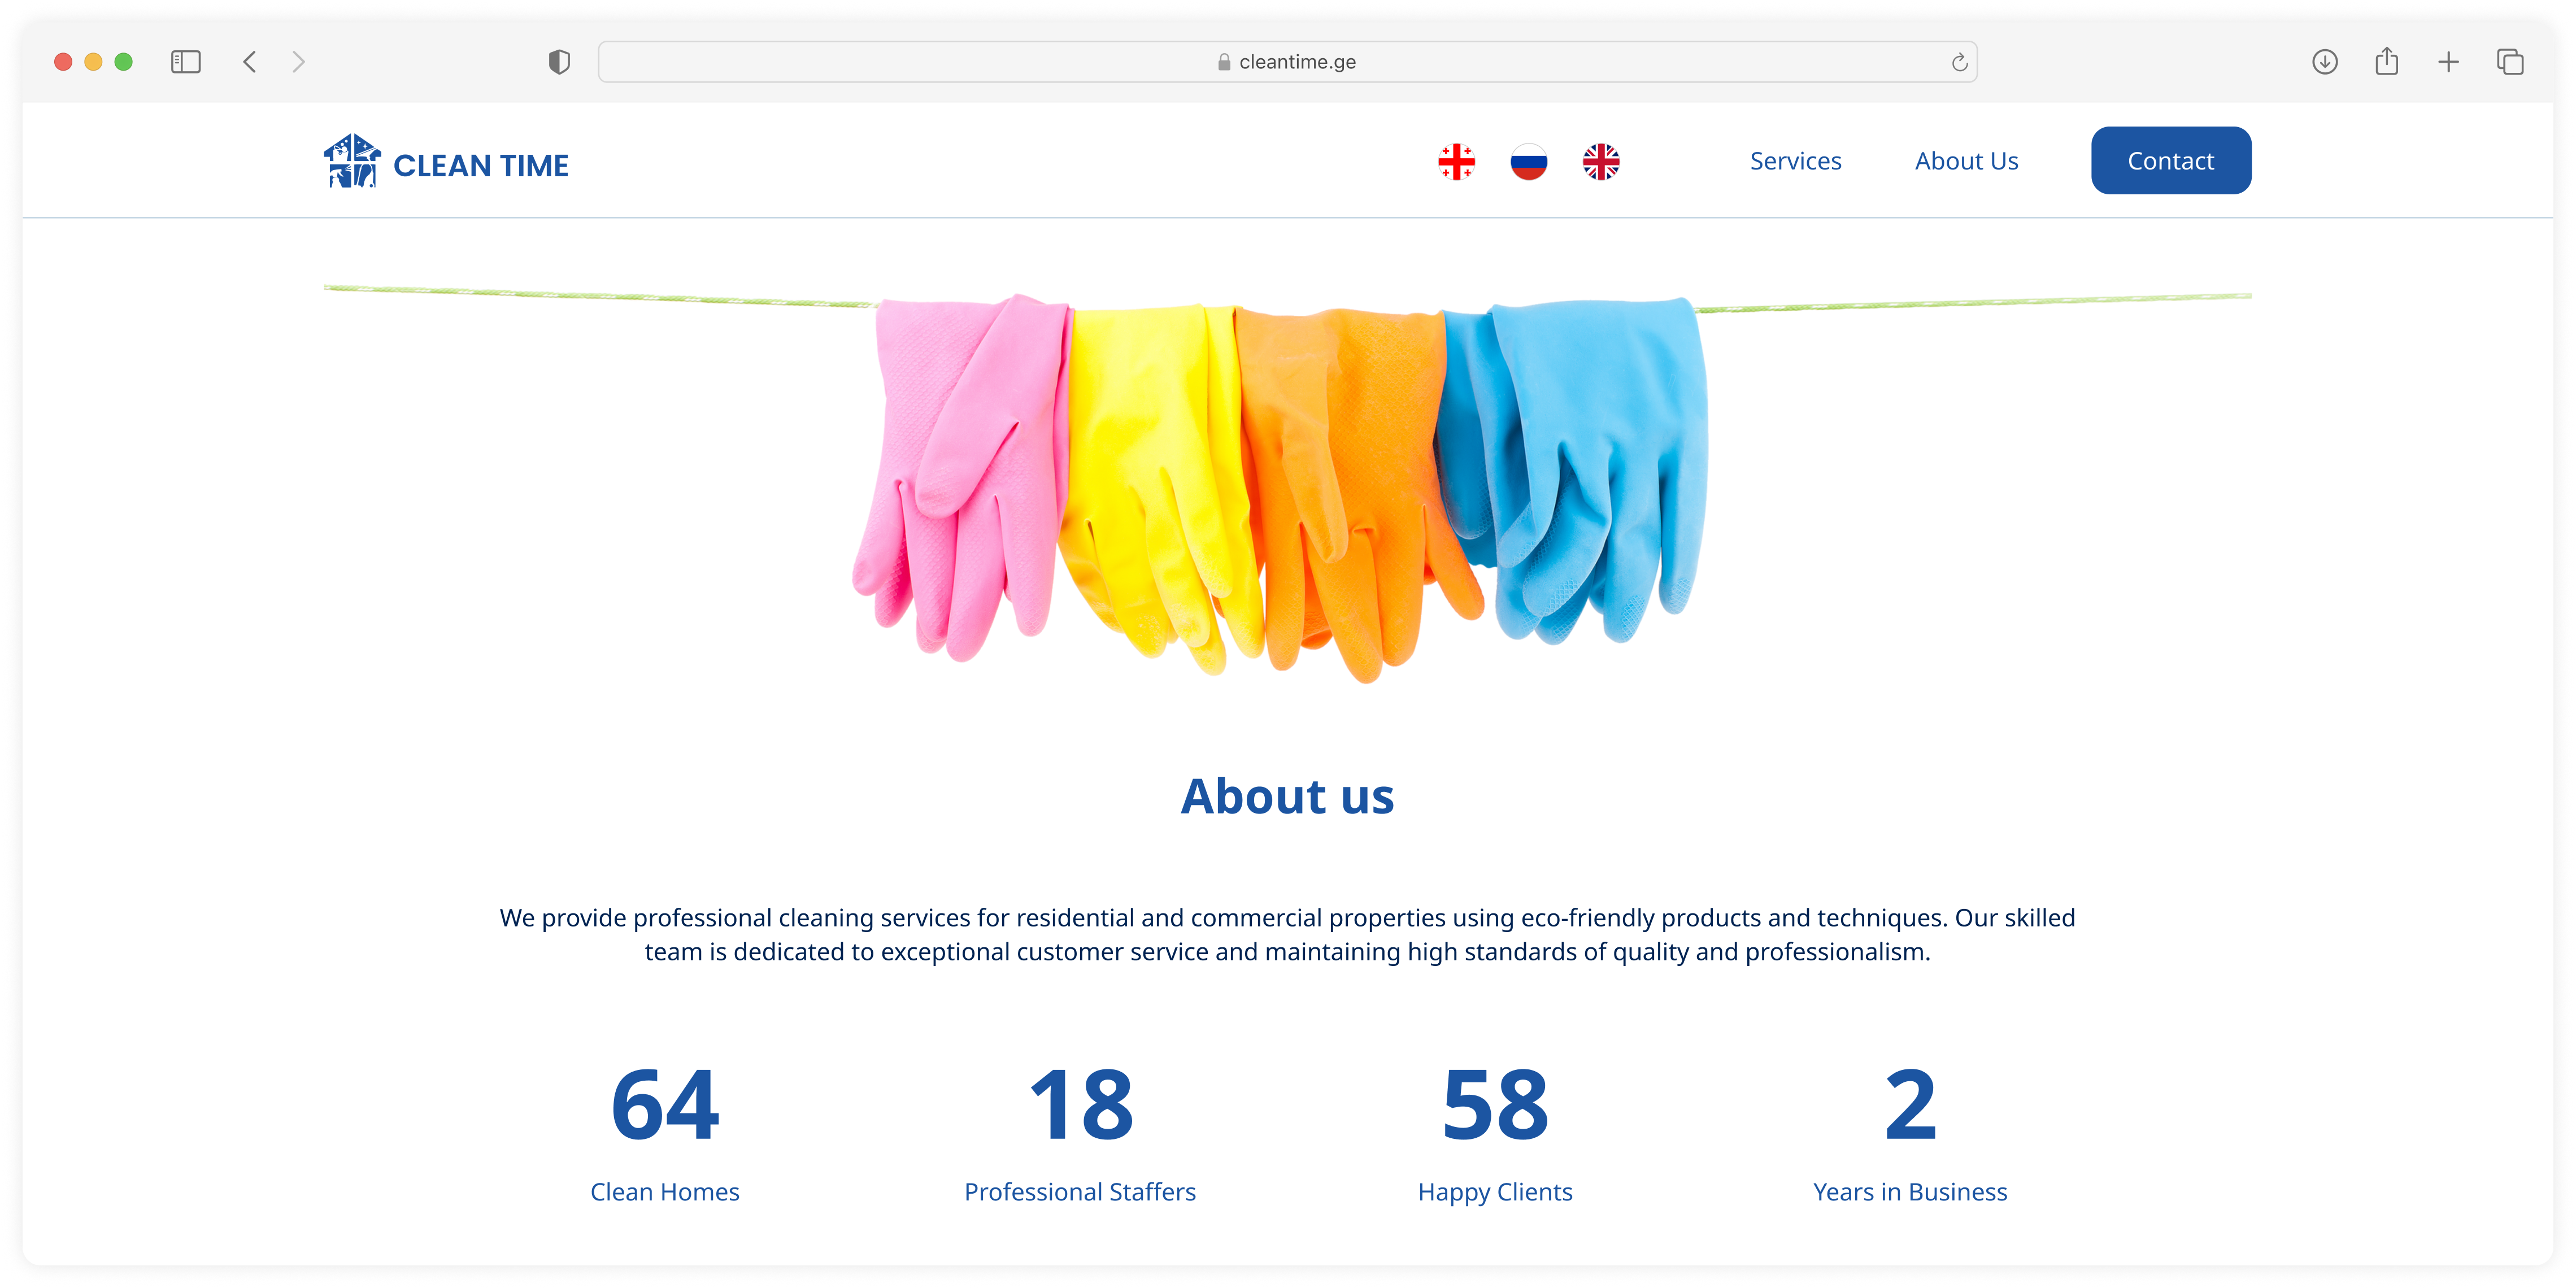 cleantime.ge
CLEAN TIME
Services
About Us
Contact
About us
We provide professional cleaning services for residential and commercial properties using eco-friendly products and techniques. Our skilled
team is dedicated to exceptional customer service and maintaining high standards of quality and professionalism.
64
18
58
2
Clean Homes
Professional Staffers
Happy Clients
Years in Business